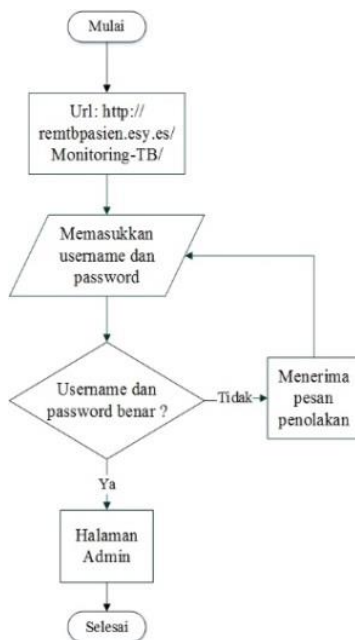 Mulai
Url: http://
remtbpasien.esy.es/
Monitoring-TB/
Memasukkan
username dan
password
Username dan
password benar ?
Tidak
Menerima
pesan
penolakan
Ya
Halaman
Admin
Selesai